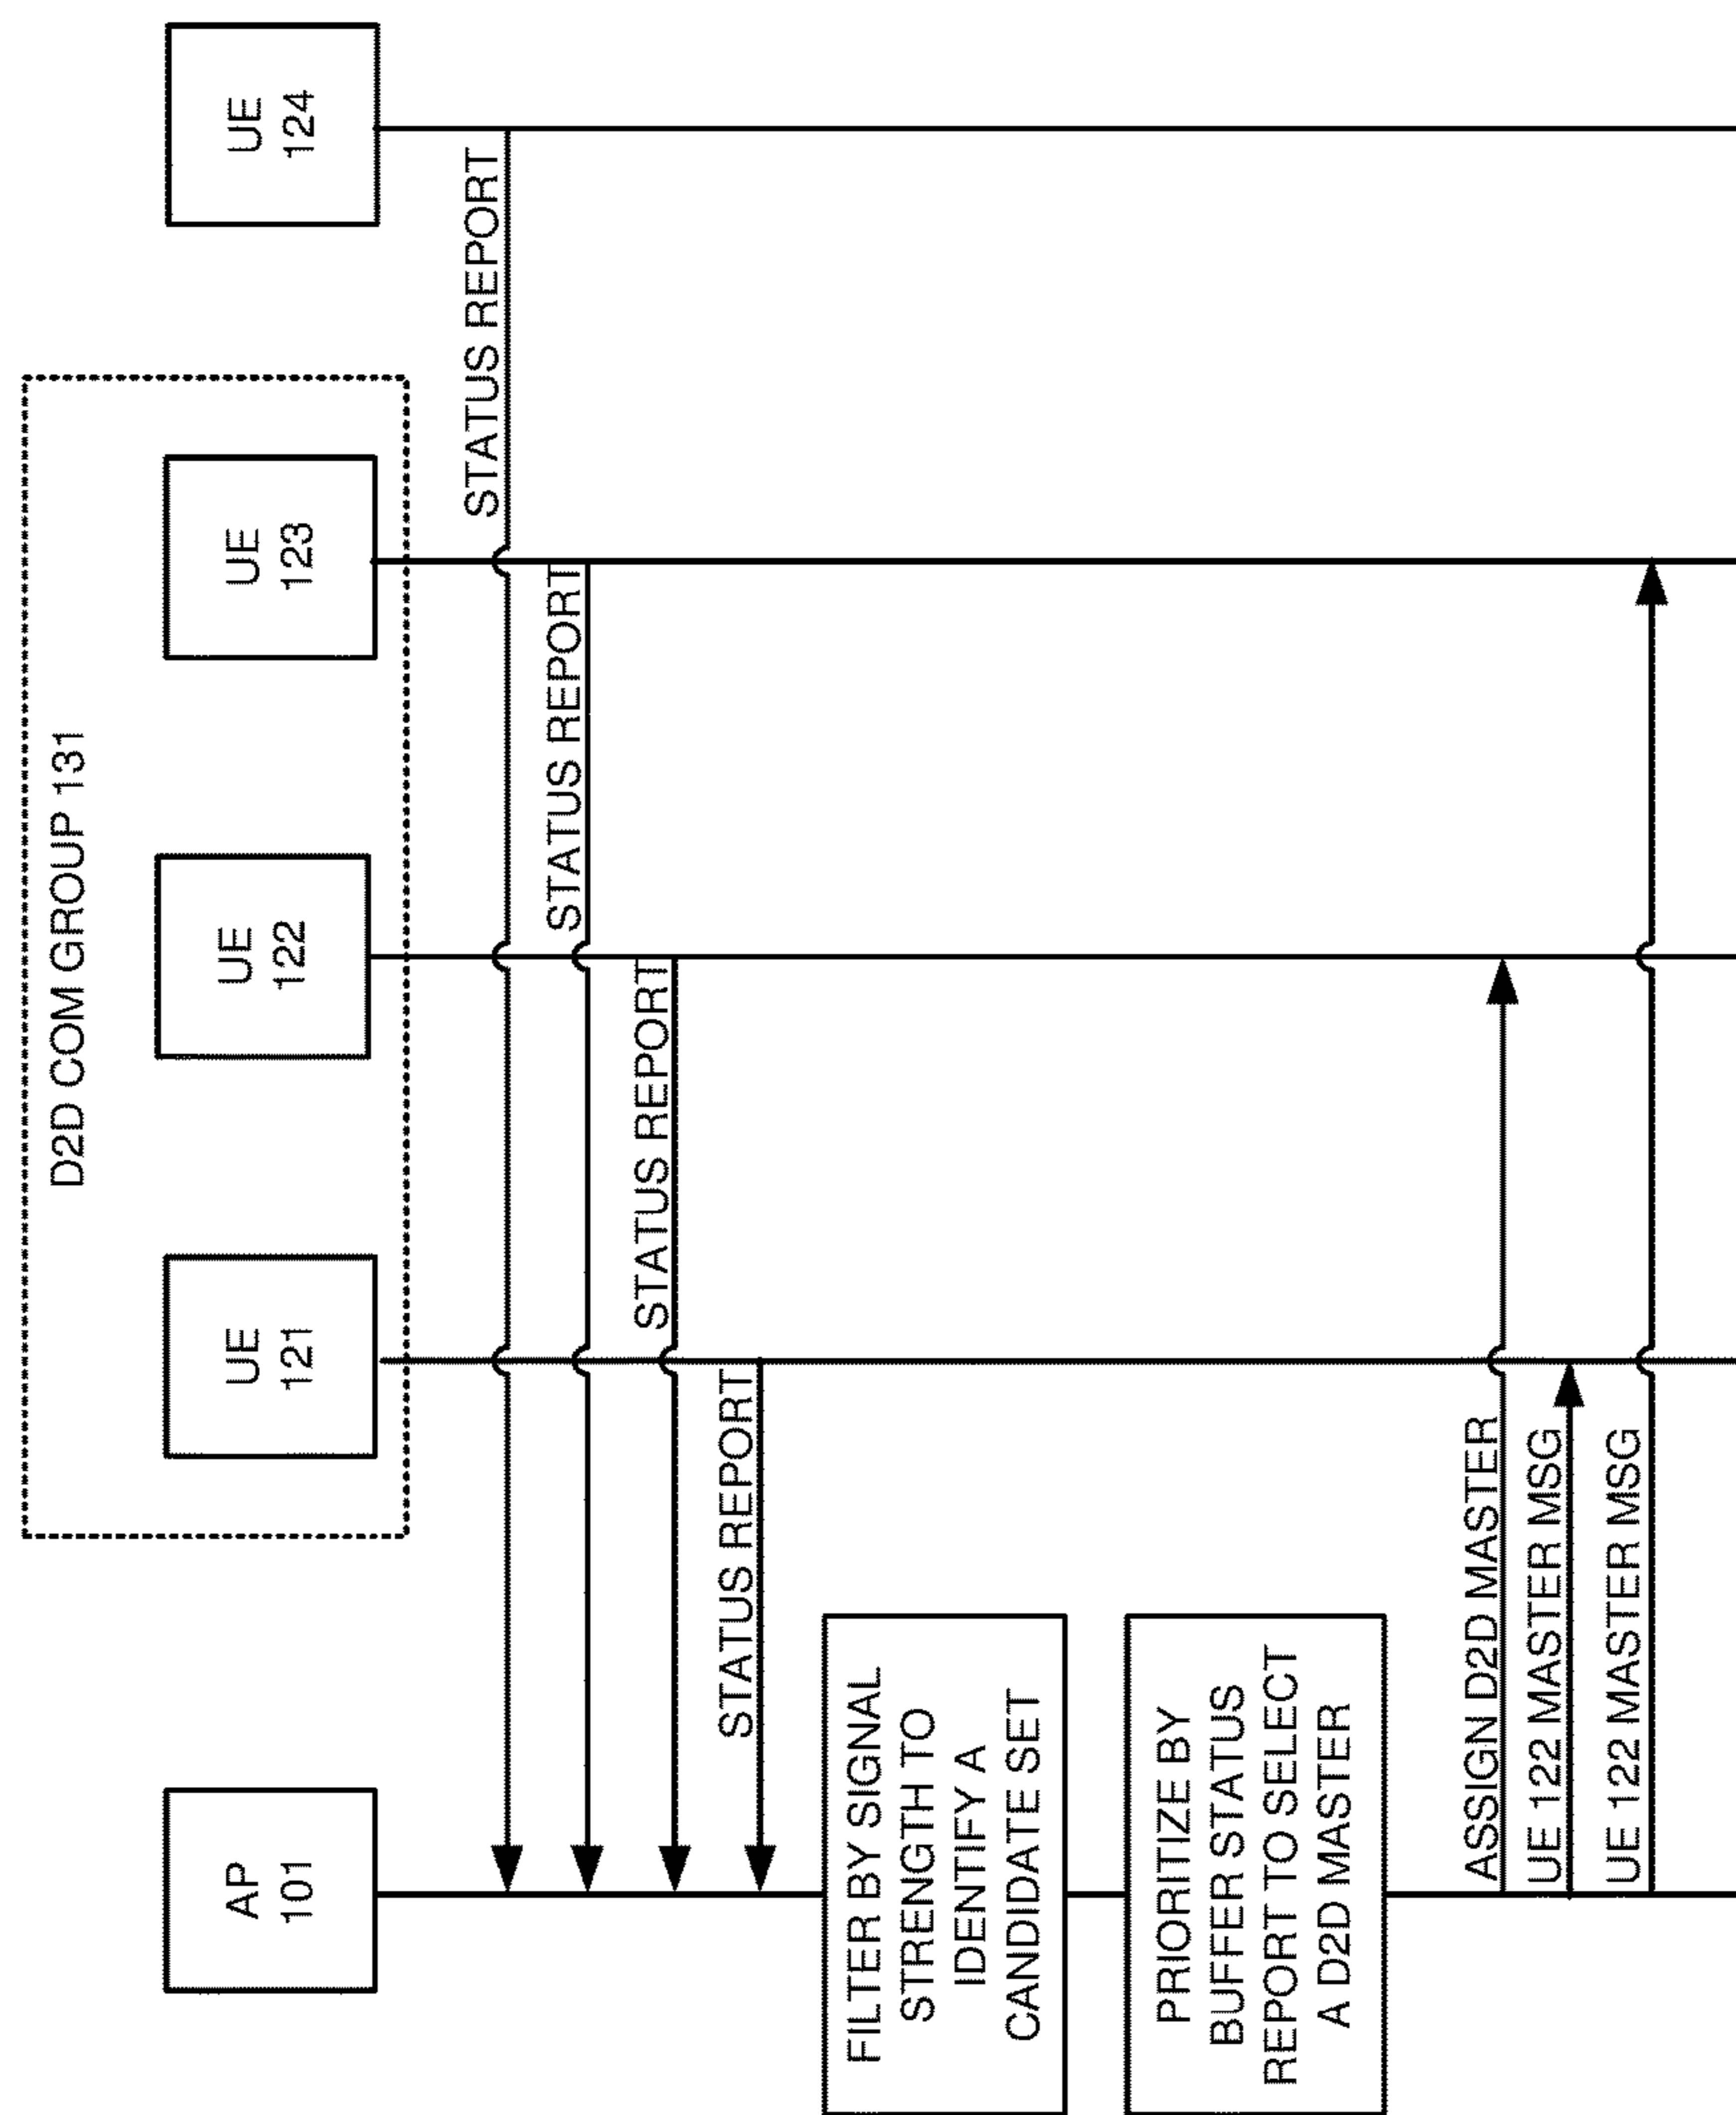 D2D COM GROUP 131
AP
101
UE
121
UE
122
UE
123
UE
124
STATUS REPORT
STATUS REPORT
STATUS REPORT
STATUS REPORT
FILTER BY SIGNAL
STRENGTH TO
IDENTIFY A
CANDIDATE SET
PRIORITIZE BY
BUFFER STATUS
REPORT TO SELECT
A D2D MASTER
ASSIGN D2D MASTER
UE 122 MASTER MSG
UE 122 MASTER MSG